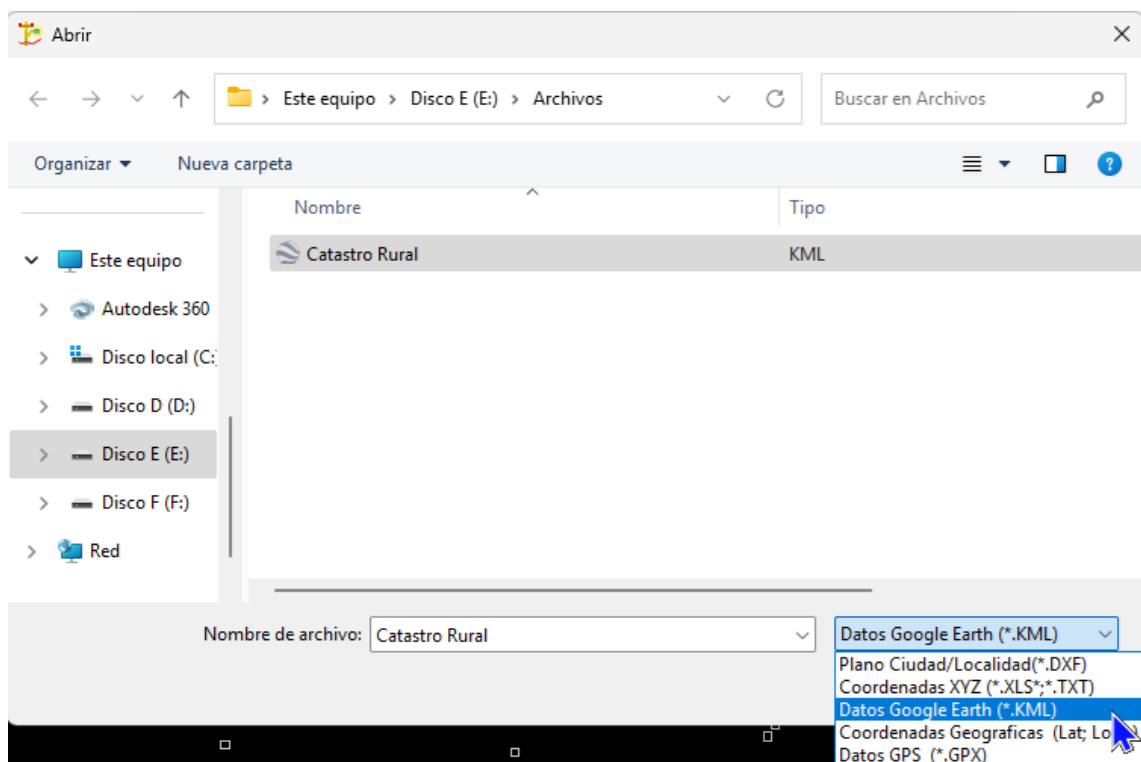 Abrir
Este equipo > Disco E (E:) > Archivos
Buscar en Archivos
Organizar
Nueva carpeta
Nombre
Tipo
Catastro Rural
KML
Este equipo
Autodesk 360
Disco local (C:
Disco D (D:)
Disco E (E:)
Disco F (F:)
Red
Nombre de archivo: Catastro Rural
Datos Google Earth (*.KML)
Plano Ciudad/Localidad(*.DXF)
Coordenadas XYZ (*.XLS*;*.TXT)
Datos Google Earth (*.KML)
Coordenadas Geograficas (Lat;
Datos GPS (*.GPX)